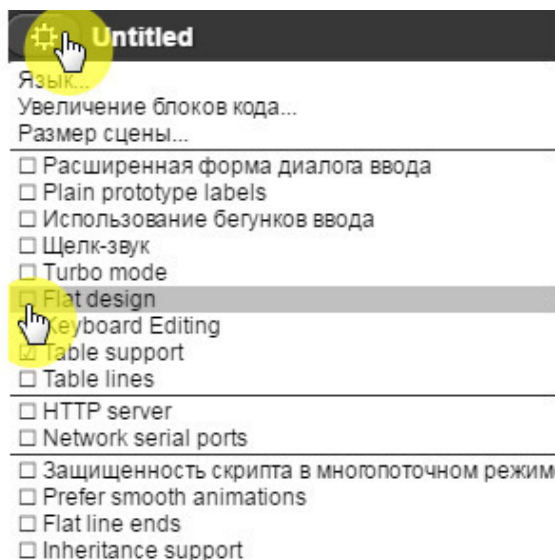 Untitled
Язык...
Увеличение блоков кода...
Размер сцены...
Расширенная форма диалога ввода
Plain prototype labels
Использование бегунков ввода
Щелк-звук
Turbo mode
Flat design
Keyboard Editing
Table support
Table lines
HTTP server
Network serial ports
Защищенность скрипта в многопоточном режим
Prefer smooth animations
Flat line ends
Inheritance support